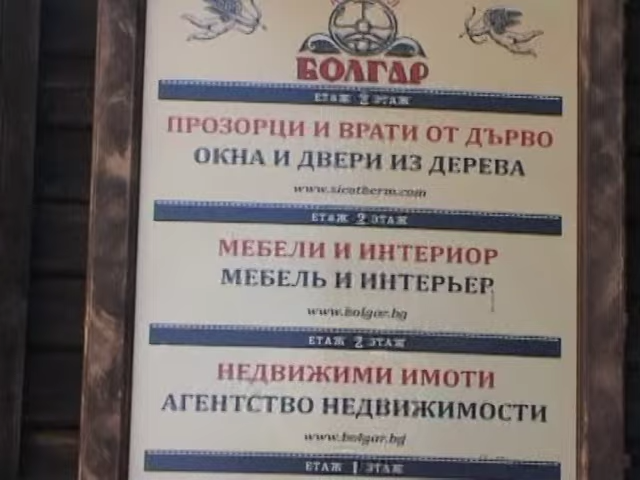 БОЛГАР
ЕТАЖ 2 ЭТАЖ
ПРОЗОРЦИ И ВРАТИ ОТ ДЪРВО
ОКНА И ДВЕРИ ИЗ ДЕРЕВА
www.sicotherm.com
ЕТАЖ 2 ЭТАЖ
МЕБЕЛИ И ИНТЕРИОР
МЕБЕЛЬ И ИНТЕРЬЕР
www.bolgar.bg
ЕТАЖ 2 ЭТАЖ
НЕДВИЖИМИ ИМОТИ
АГЕНТСТВО НЕДВИЖИМОСТИ
www.bolgar.bg
ЕТАЖ 1 ЭТАЖ